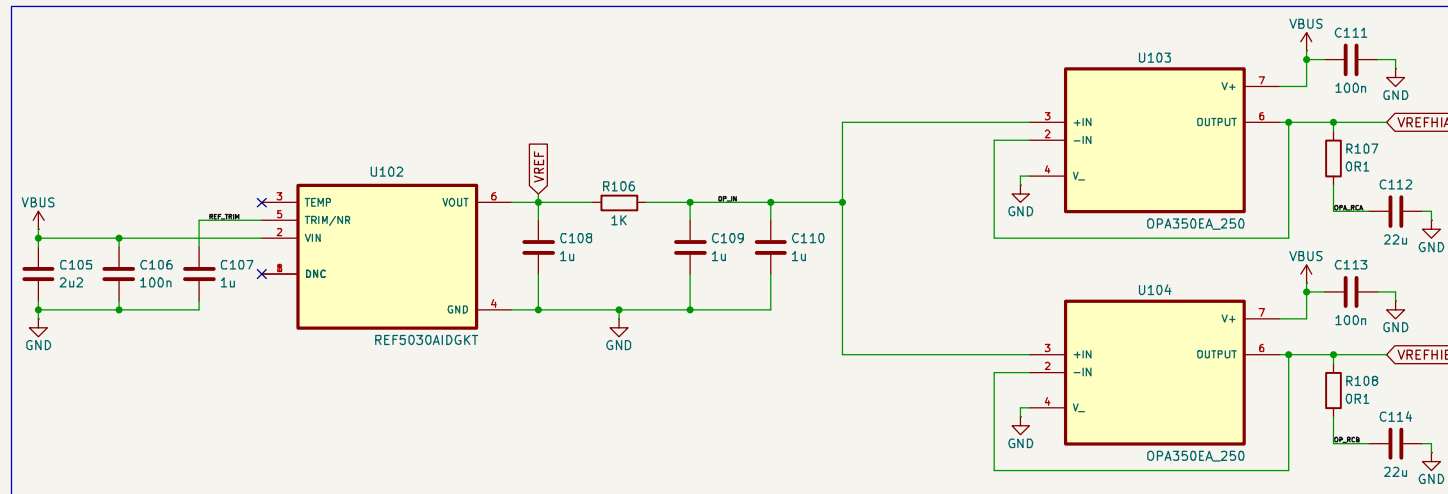 VBUS
C105
2u2
GND
C106
100n
C107
1u
REF_TRIM
U102
3
TEMP
5
TRIM/NR
2
VIN
DNC
VOUT
6
GND
4
REF5030AIDGKT
VREF
C108
1u
GND
R106
1K
OP_IN
C109
1u
C110
1u
U103
3
+IN
2
-IN
4
V_
GND
V+
7
OUTPUT
6
OPA350EA_250
VBUS
C111
100n
GND
VREFHIA
R107
0R1
OPA_RCA
C112
22u
GND
U104
3
+IN
2
-IN
4
V_
GND
V+
7
OUTPUT
6
OPA350EA_250
VBUS
C113
100n
GND
R108
0R1
OP_RCB
C114
22u
GND